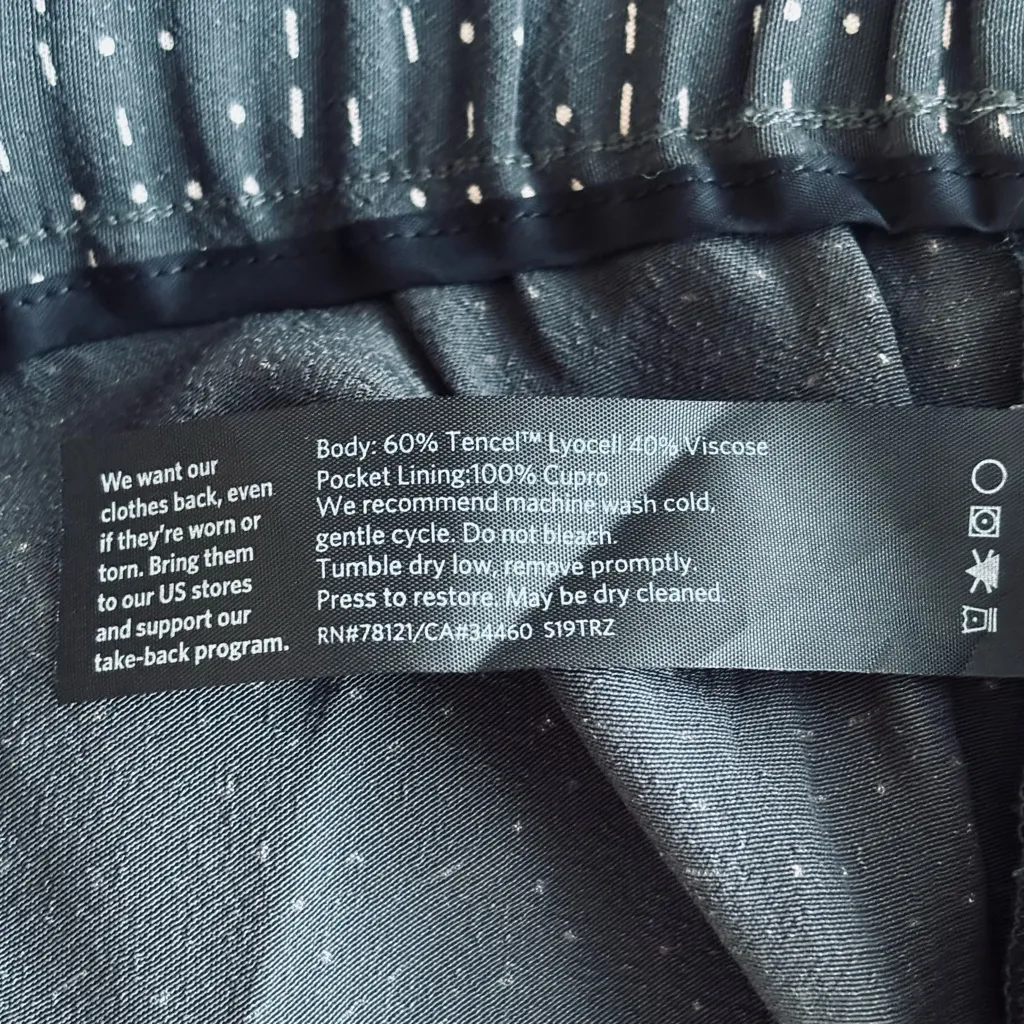 We want our
clothes back, even
if they're worn or
torn. Bring them
to our US stores
and support our
take-back program.
Body: 60% Tencel™ Lyocell 40% Viscose
Pocket Lining:100% Cupro
We recommend machine wash cold,
gentle cycle. Do not bleach.
Tumble dry low, remove promptly.
Press to restore. May be dry cleaned.
RN#78121/CA#34460 S19TRZ